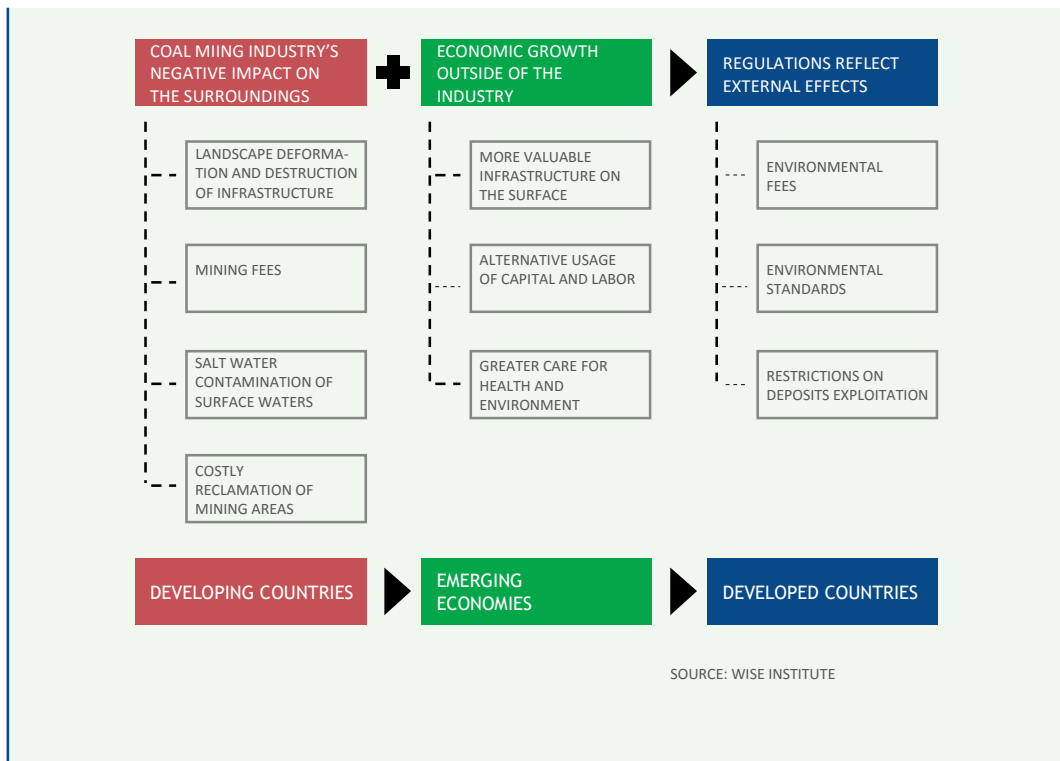 COAL MIING INDUSTRY'S
NEGATIVE IMPACT ON
THE SURROUNDINGS
ECONOMIC GROWTH
OUTSIDE OF THE
INDUSTRY
REGULATIONS REFLECT
EXTERNAL EFFECTS
LANDSCAPE DEFORMA-
TION AND DESTRUCTION
OF INFRASTRUCTURE
MINING FEES
SALT WATER
CONTAMINATION OF
SURFACE WATERS
COSTLY
RECLAMATION OF
MINING AREAS
MORE VALUABLE
INFRASTRUCTURE ON
THE SURFACE
ALTERNATIVE USAGE
OF CAPITAL AND LABOR
GREATER CARE FOR
HEALTH AND
ENVIRONMENT
ENVIRONMENTAL
FEES
ENVIRONMENTAL
STANDARDS
RESTRICTIONS ON
DEPOSITS EXPLOITATION
DEVELOPING COUNTRIES
EMERGING
ECONOMIES
DEVELOPED COUNTRIES
SOURCE: WISE INSTITUTE